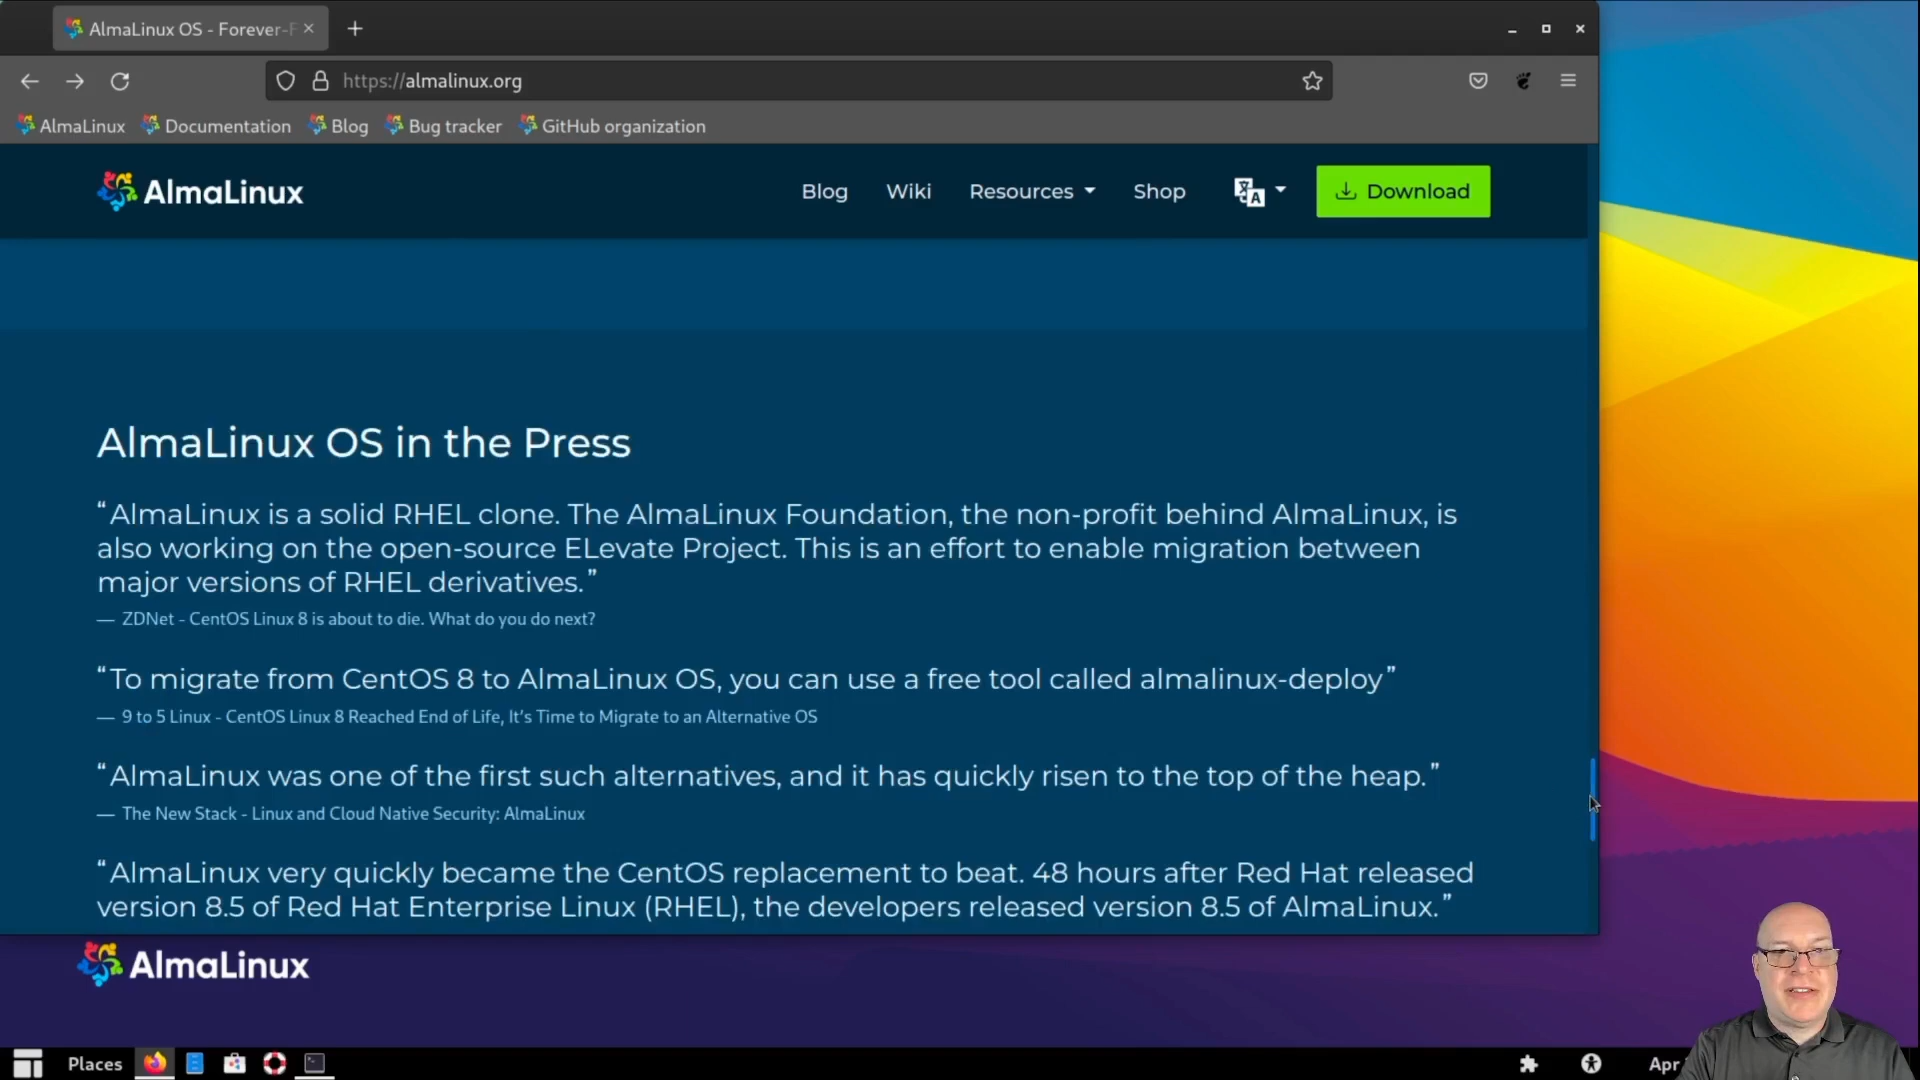 AlmaLinux OS - Forever-F
https://almalinux.org
AlmaLinux Documentation Blog Bug tracker GitHub organization
AlmaLinux Blog Wiki Resources Shop Download
AlmaLinux OS in the Press
“AlmaLinux is a solid RHEL clone. The AlmaLinux Foundation, the non-profit behind AlmaLinux, is
also working on the open-source ELevate Project. This is an effort to enable migration between
major versions of RHEL derivatives.”
— ZDNet - CentOS Linux 8 is about to die. What do you do next?
“To migrate from CentOS 8 to AlmaLinux OS, you can use a free tool called almalinux-deploy”
— 9 to 5 Linux - CentOS Linux 8 Reached End of Life, It’s Time to Migrate to an Alternative OS
“AlmaLinux was one of the first such alternatives, and it has quickly risen to the top of the heap.”
— The New Stack - Linux and Cloud Native Security: AlmaLinux
“AlmaLinux very quickly became the CentOS replacement to beat. 48 hours after Red Hat released
version 8.5 of Red Hat Enterprise Linux (RHEL), the developers released version 8.5 of AlmaLinux.”
AlmaLinux
Places Apr